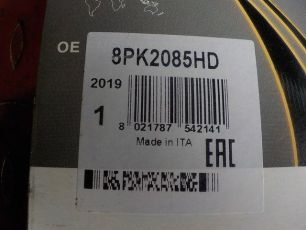 OE
8PK2085HD
2019
1
8 021787 542141
Made in ITA
EAC